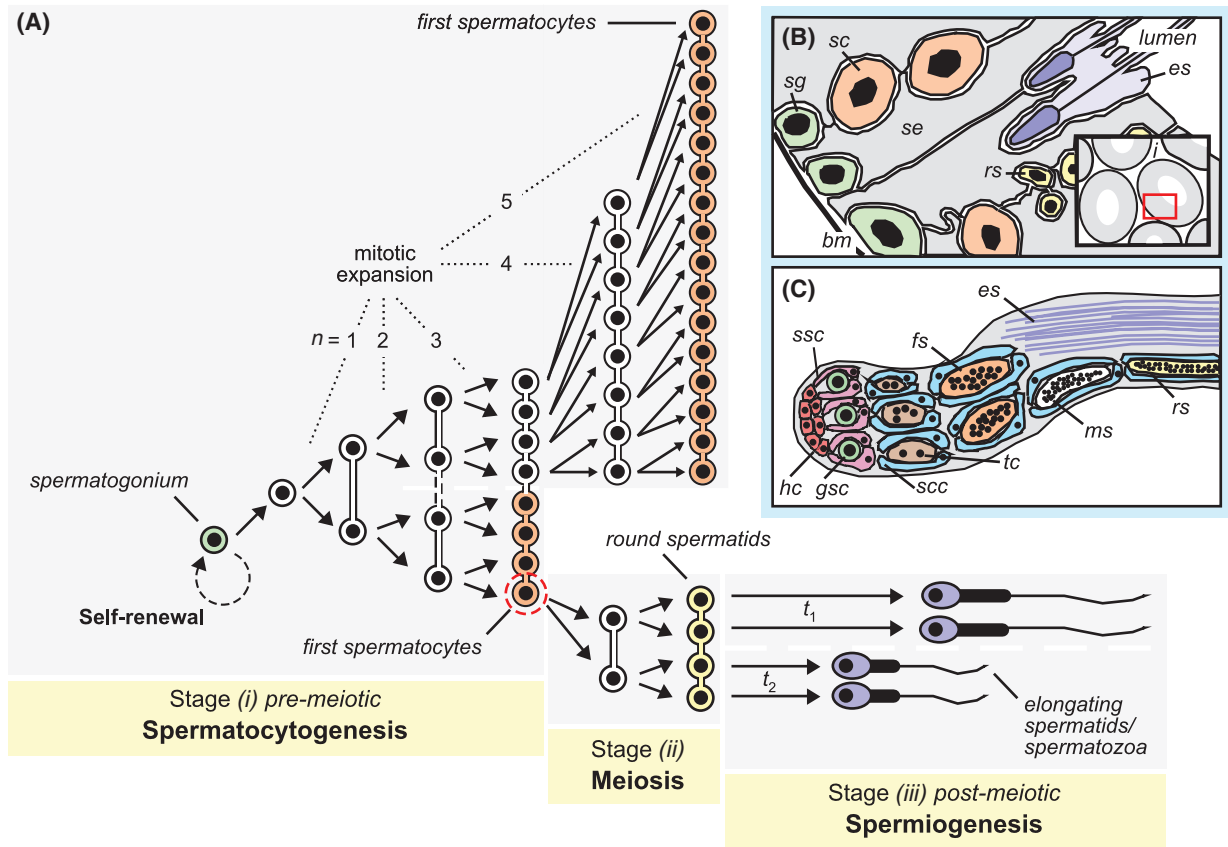 (A)
first spermatocytes
5
mitotic
expansion
4
n = 1
2
3
spermatogonium
Self-renewal
first spermatocytes
round spermatids
t1
t2
elongating
spermatids/
spermatozoa
Stage (i) pre-meiotic
Spermatocytogenesis
Stage (ii)
Meiosis
Stage (iii) post-meiotic
Spermiogenesis
(B)
sc
lumen
es
sg
se
rs
i
bm
(C)
es
ssc
fs
rs
ms
tc
hc
gsc
scc